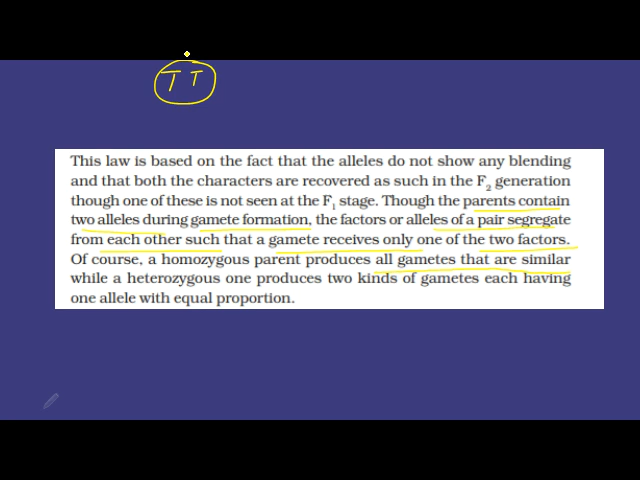 T T
This law is based on the fact that the alleles do not show any blending
and that both the characters are recovered as such in the F₂ generation
though one of these is not seen at the F₁ stage. Though the parents contain
two alleles during gamete formation, the factors or alleles of a pair segregate
from each other such that a gamete receives only one of the two factors.
Of course, a homozygous parent produces all gametes that are similar
while a heterozygous one produces two kinds of gametes each having
one allele with equal proportion.